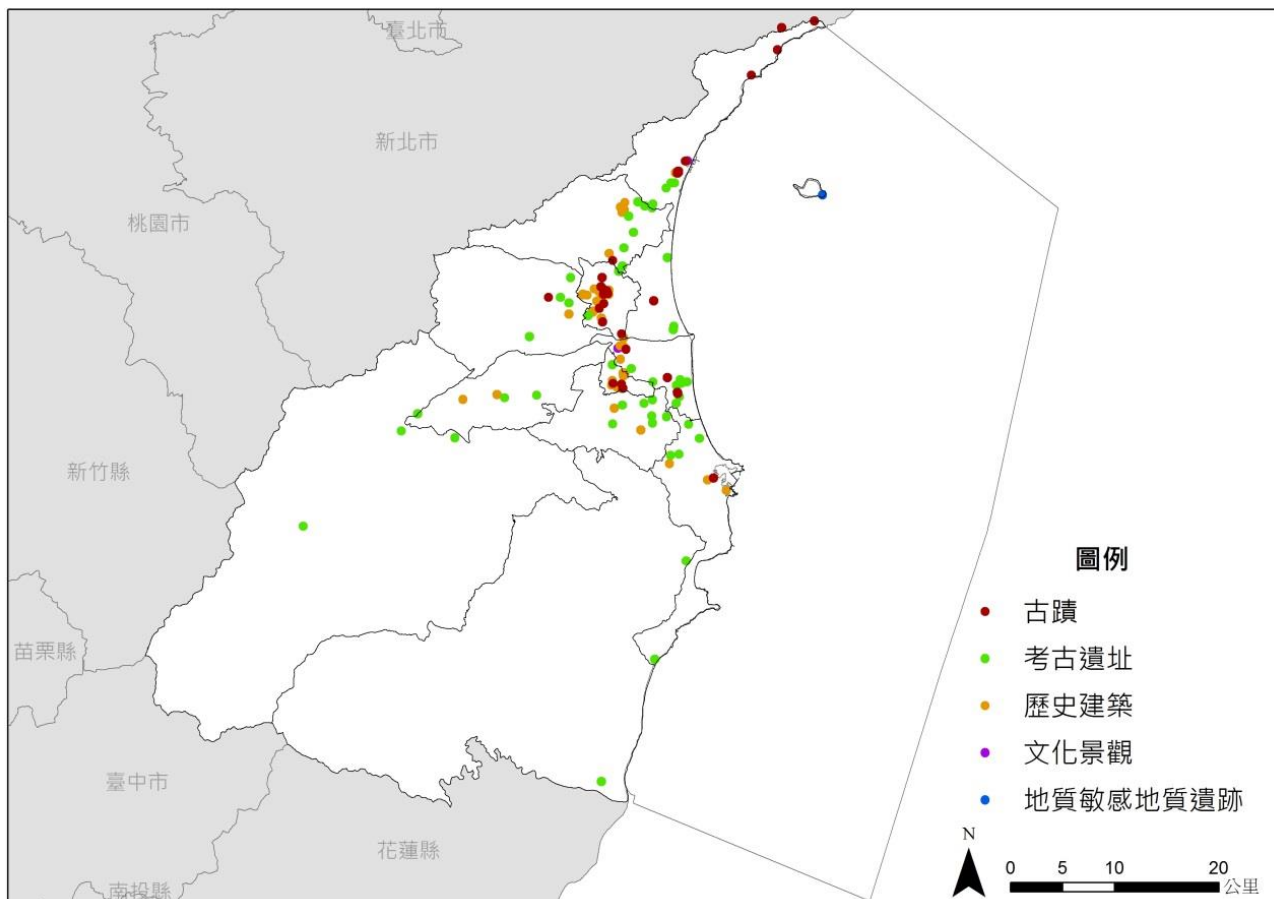 臺北市
新北市
桃園市
新竹縣
苗栗縣
臺中市
花蓮縣
南投縣
圖例
古蹟
考古遺址
歷史建築
文化景觀
地質敏感地質遺跡
N
0 5 10 20
公里